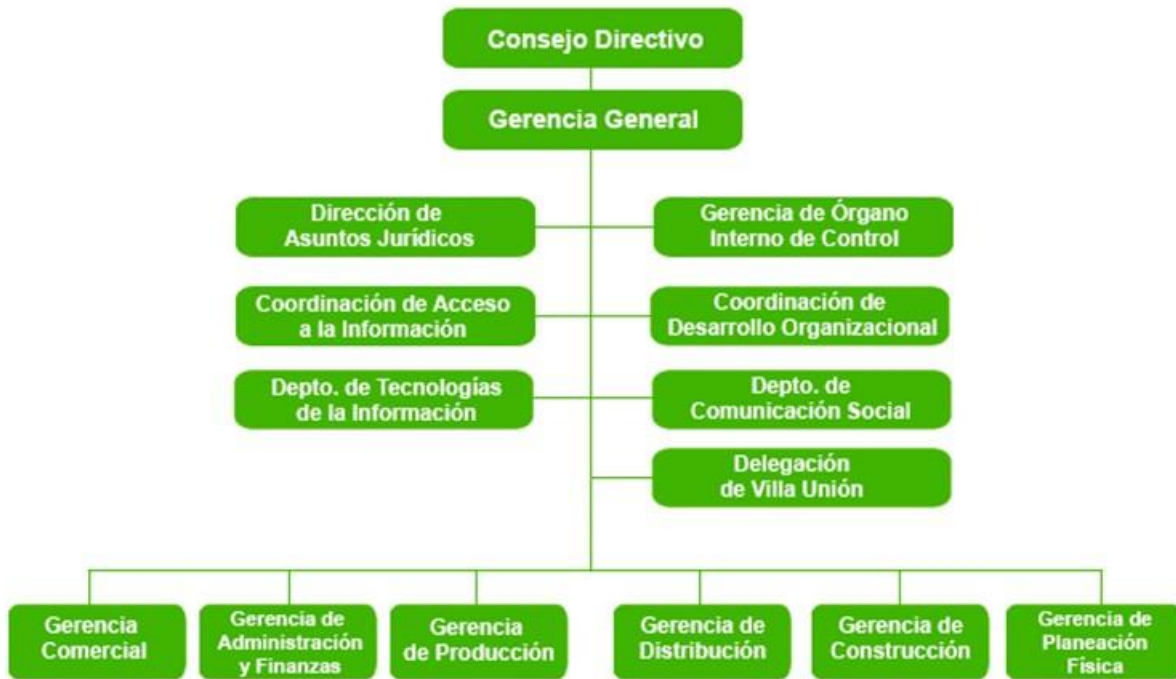 Consejo Directivo
Gerencia General
Dirección de
Asuntos Jurídicos
Gerencia de Órgano
Interno de Control
Coordinación de Acceso
a la Información
Coordinación de
Desarrollo Organizacional
Depto. de Tecnologías
de la Información
Depto. de
Comunicación Social
Delegación
de Villa Unión
Gerencia
Comercial
Gerencia de
Administración
y Finanzas
Gerencia
de Producción
Gerencia de
Distribución
Gerencia de
Construcción
Gerencia de
Planeación
Física